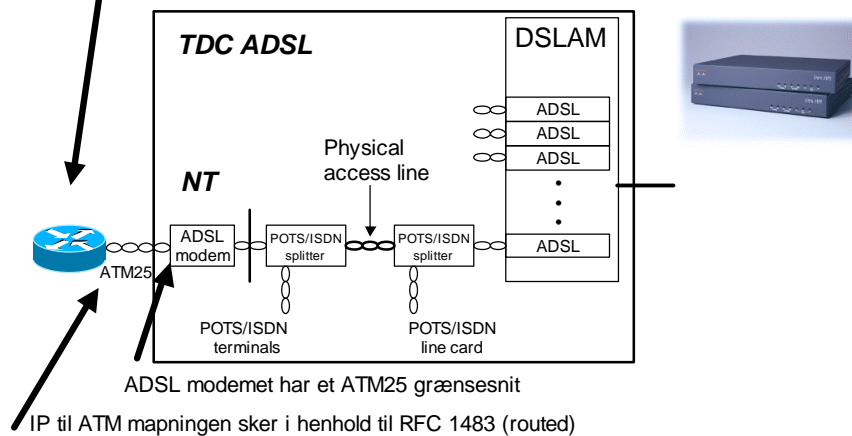 TDC ADSL
DSLAM
ADSL
ADSL
ADSL
Physical
access line
NT
ADSL
modem
POTS/ISDN
splitter
POTS/ISDN
splitter
ADSL
ATM25
POTS/ISDN
terminals
POTS/ISDN
line card
ADSL modemet har et ATM25 grænsesnit
IP til ATM mapningen sker i henhold til RFC 1483 (routed)